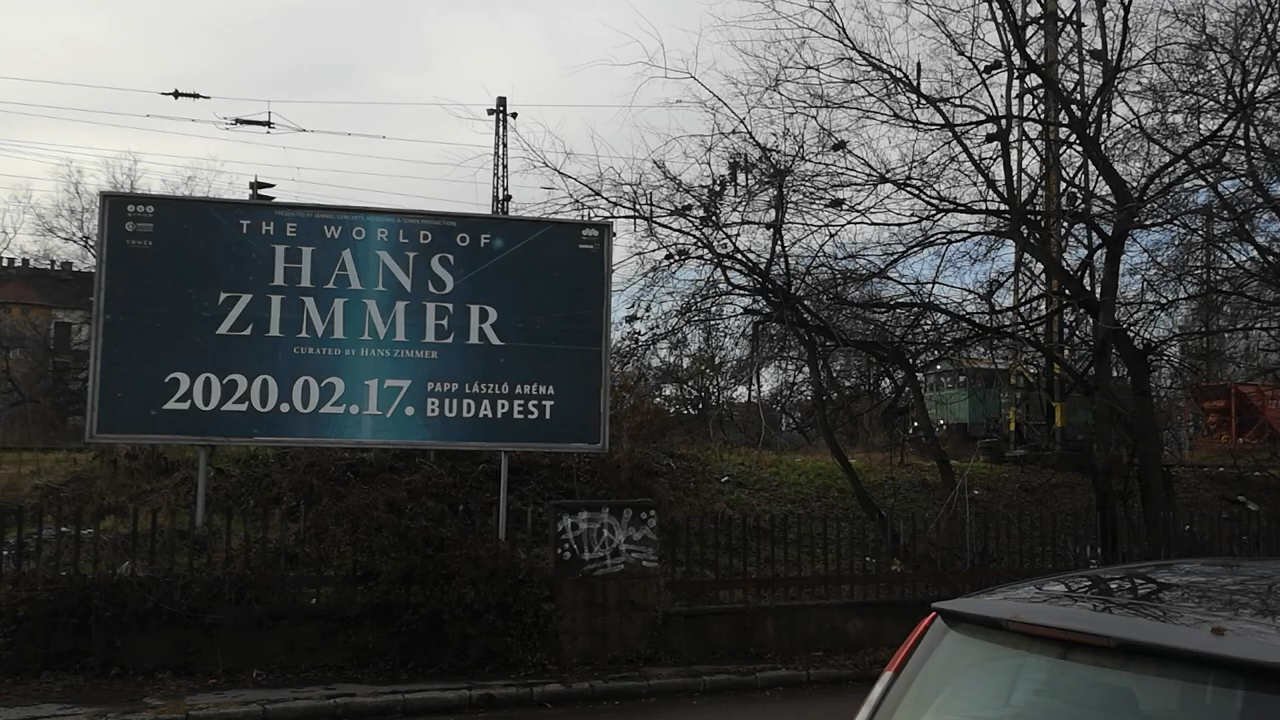 THE WORLD OF
HANS
ZIMMER
CURATED BY HANS ZIMMER
2020.02.17. PAPP LÁSZLÓ ARÉNA
BUDAPEST